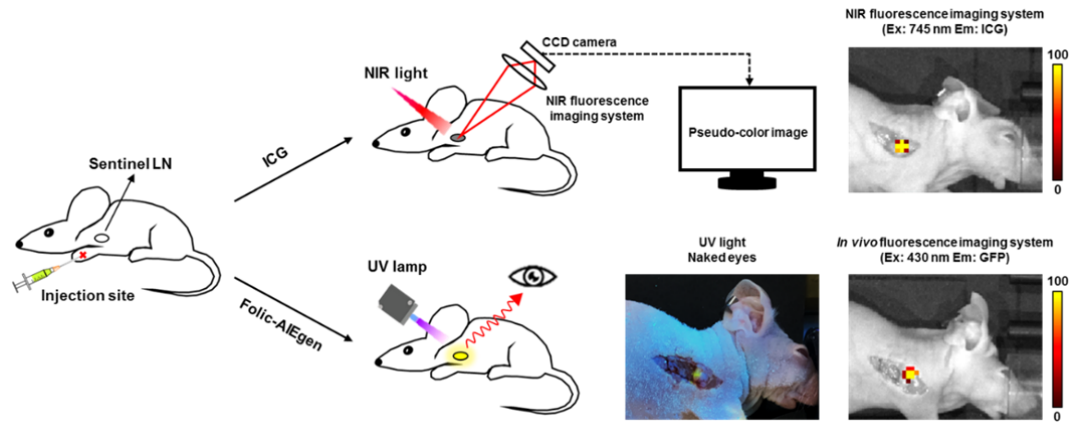 NIR fluorescence imaging system
(Ex: 745 nm Em: ICG)
CCD camera
100
NIR light
NIR fluorescence
imaging system
Pseudo-color image
ICG
Sentinel LN
0
Injection site
UV light
Naked eyes
In vivo fluorescence imaging system
(Ex: 430 nm Em: GFP)
UV lamp
100
Folic-AIEgen
0